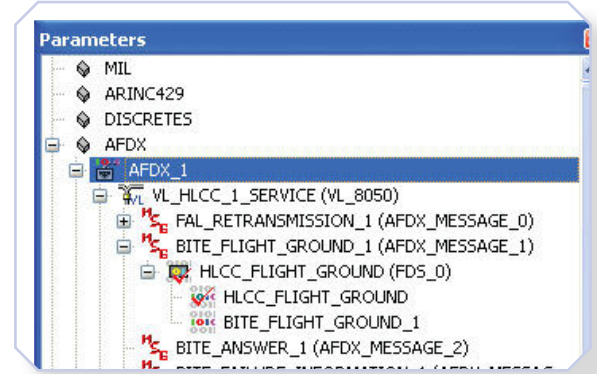 Parameters
MIL
ARINC429
DISCRETES
AFDX
AFDX_1
VL_HLCC_1_SERVICE (VL_8050)
FAL_RETRANSMISSION_1 (AFDX_MESSAGE_0)
BITE_FLIGHT_GROUND_1 (AFDX_MESSAGE_1)
HLCC_FLIGHT_GROUND (FDS_0)
HLCC_FLIGHT_GROUND
BITE_FLIGHT_GROUND_1
BITE_ANSWER_1 (AFDX_MESSAGE_2)